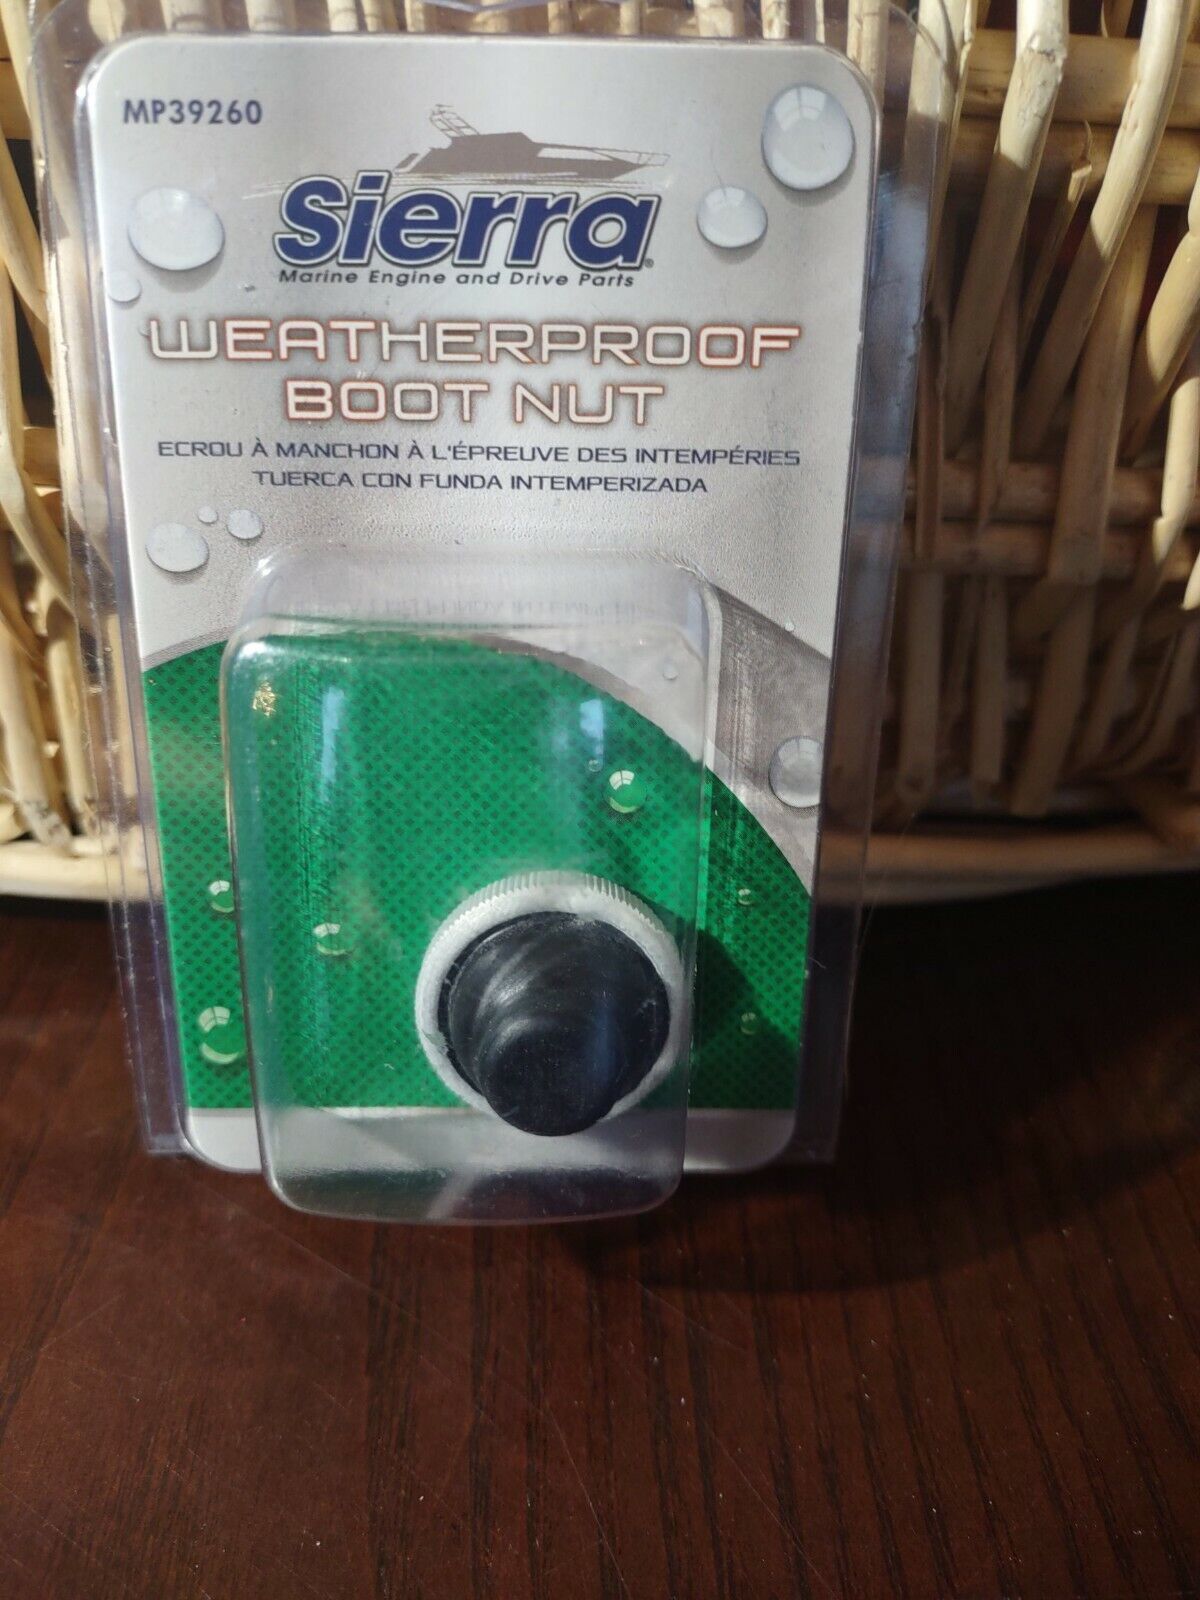 MP39260
Sierra
Marine Engine and Drive Parts
WEATHERPROOF
BOOT NUT
ECROU À MANCHON À L'ÉPREUVE DES INTEMPÉRIES
TUERCA CON FUNDA INTEMPERIZADA